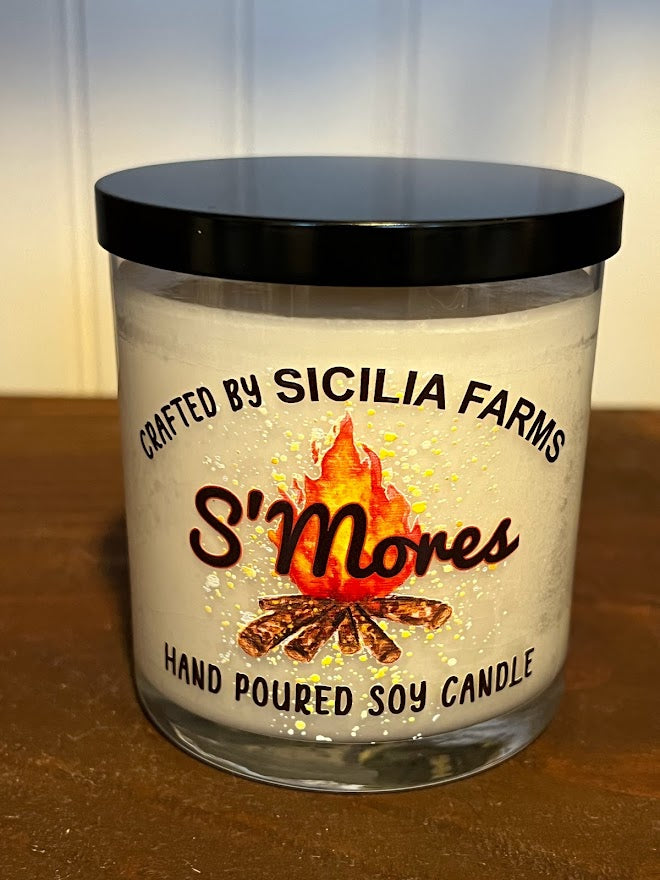 CRAFTED BY SICILIA FARMS
S'Mores
HAND POURED SOY CANDLE